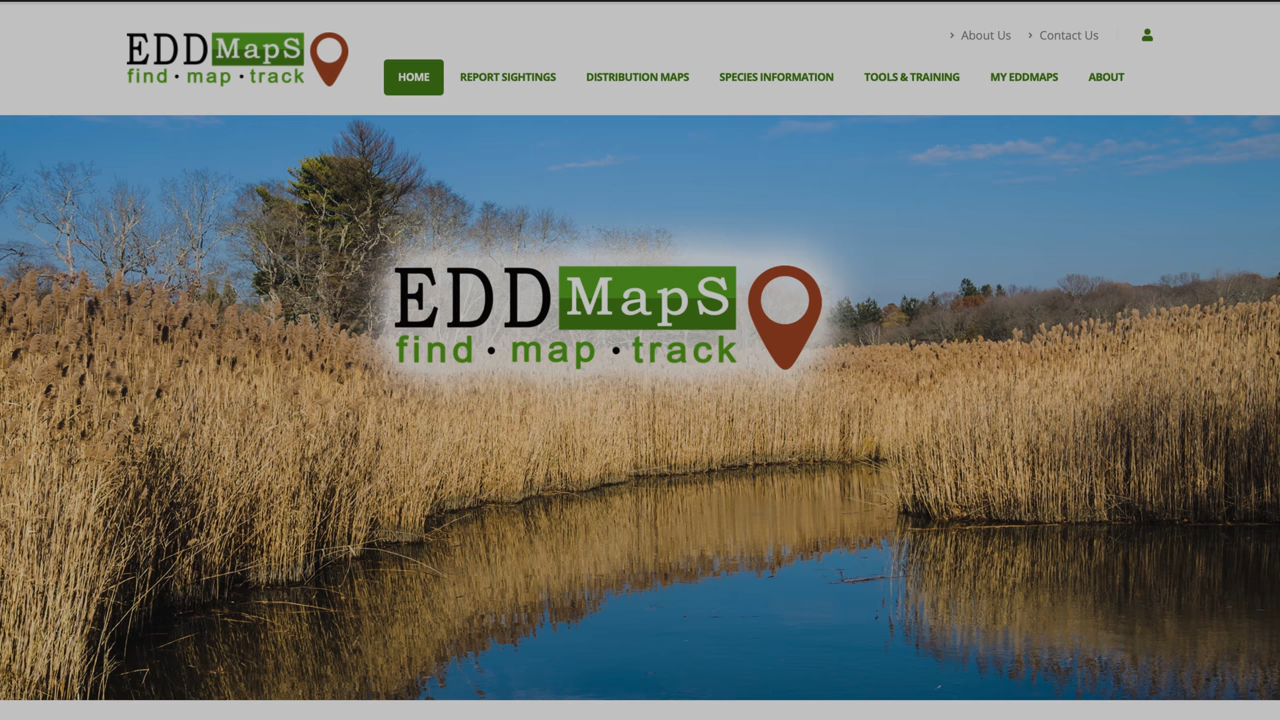 About Us
Contact Us
EDDMapS
find · map · track
HOME
REPORT SIGHTINGS
DISTRIBUTION MAPS
SPECIES INFORMATION
TOOLS & TRAINING
MY EDDMAPS
ABOUT
EDDMapS
find · map · track